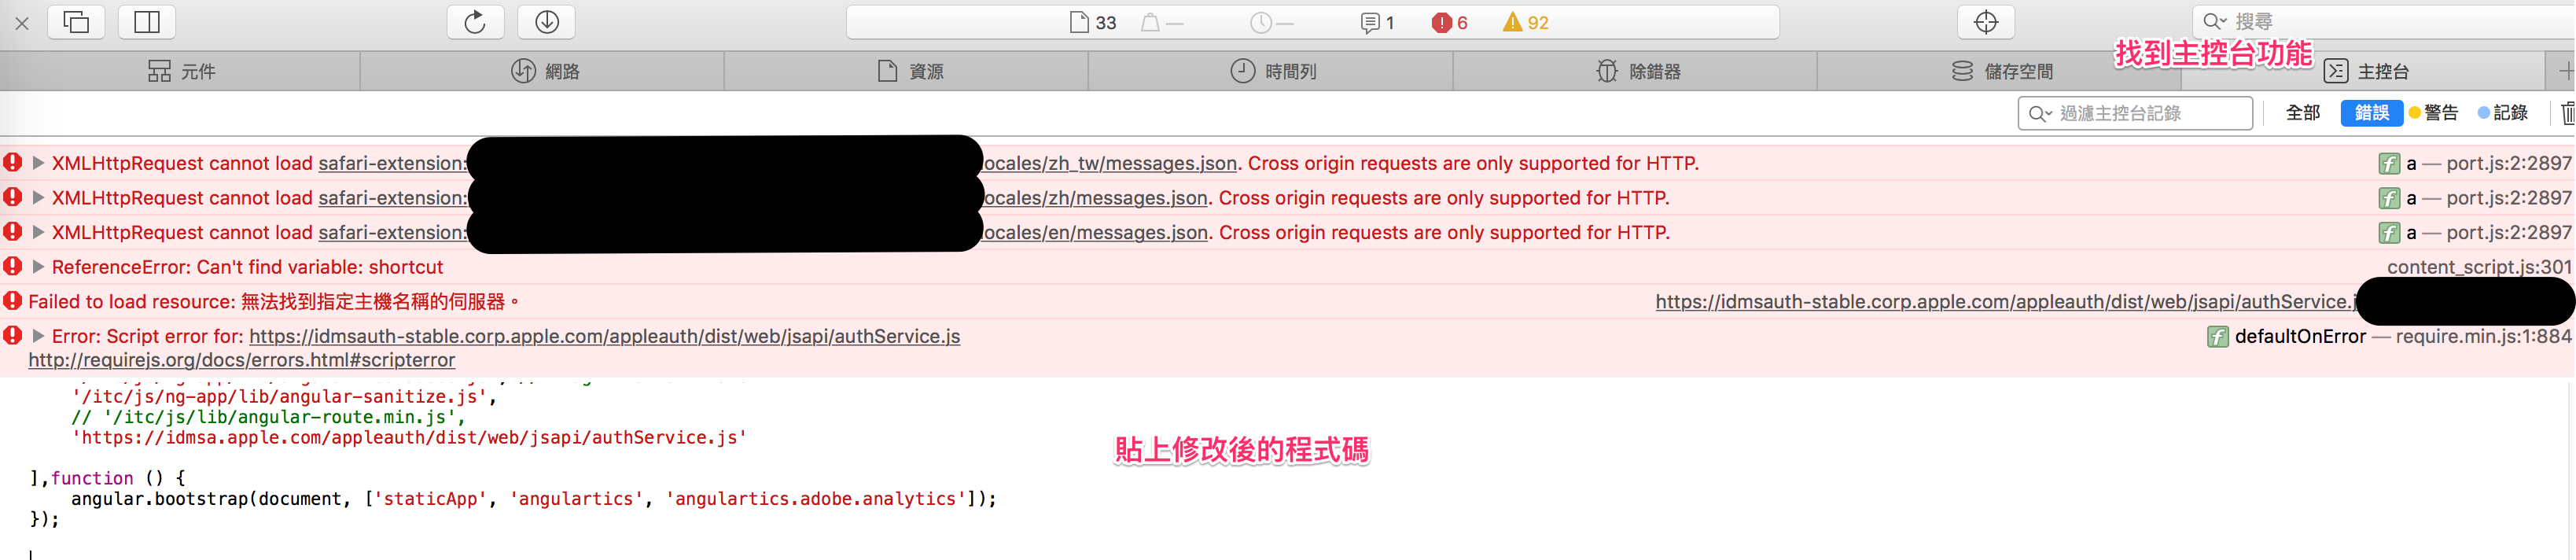 33 — — 1 6 92 搜尋
找到主控台功能
元件 網路 資源 時間列 除錯器 儲存空間 主控台
過濾主控台記錄 全部 錯誤 警告 記錄
XMLHttpRequest cannot load safari-extension: ocales/zh_tw/messages.json. Cross origin requests are only supported for HTTP. f a — port.js:2:2897
XMLHttpRequest cannot load safari-extension: ocales/zh/messages.json. Cross origin requests are only supported for HTTP. f a — port.js:2:2897
XMLHttpRequest cannot load safari-extension: ocales/en/messages.json. Cross origin requests are only supported for HTTP. f a — port.js:2:2897
ReferenceError: Can't find variable: shortcut content_script.js:301
Failed to load resource: 無法找到指定主機名稱的伺服器。 https://idmsauth-stable.corp.apple.com/appleauth/dist/web/jsapi/authService.j
Error: Script error for: https://idmsauth-stable.corp.apple.com/appleauth/dist/web/jsapi/authService.js f defaultOnError — require.min.js:1:884
http://requirejs.org/docs/errors.html#scripterror
'/itc/js/ng-app/lib/angular-sanitize.js',
// '/itc/js/lib/angular-route.min.js',
'https://idmsa.apple.com/appleauth/dist/web/jsapi/authService.js'
貼上修改後的程式碼
],function () {
angular.bootstrap(document, ['staticApp', 'angulartics', 'angulartics.adobe.analytics']);
});